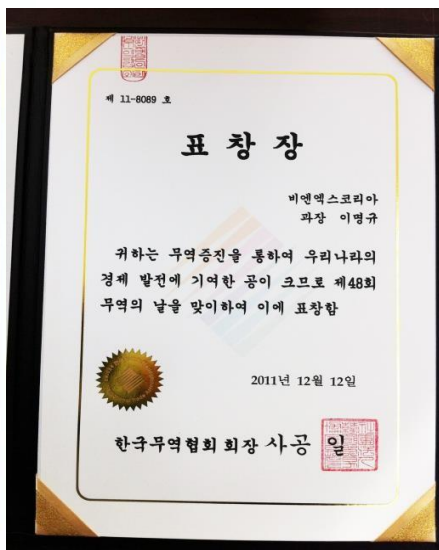 제 11-8089 호
표 창 장
비엔엑스코리아
과장 이명규
귀하는 무역증진을 통하여 우리나라의
경제 발전에 기여한 공이 크므로 제48회
무역의 날을 맞이하여 이에 표창함
2011년 12월 12일
한국무역협회 회장 사공 일